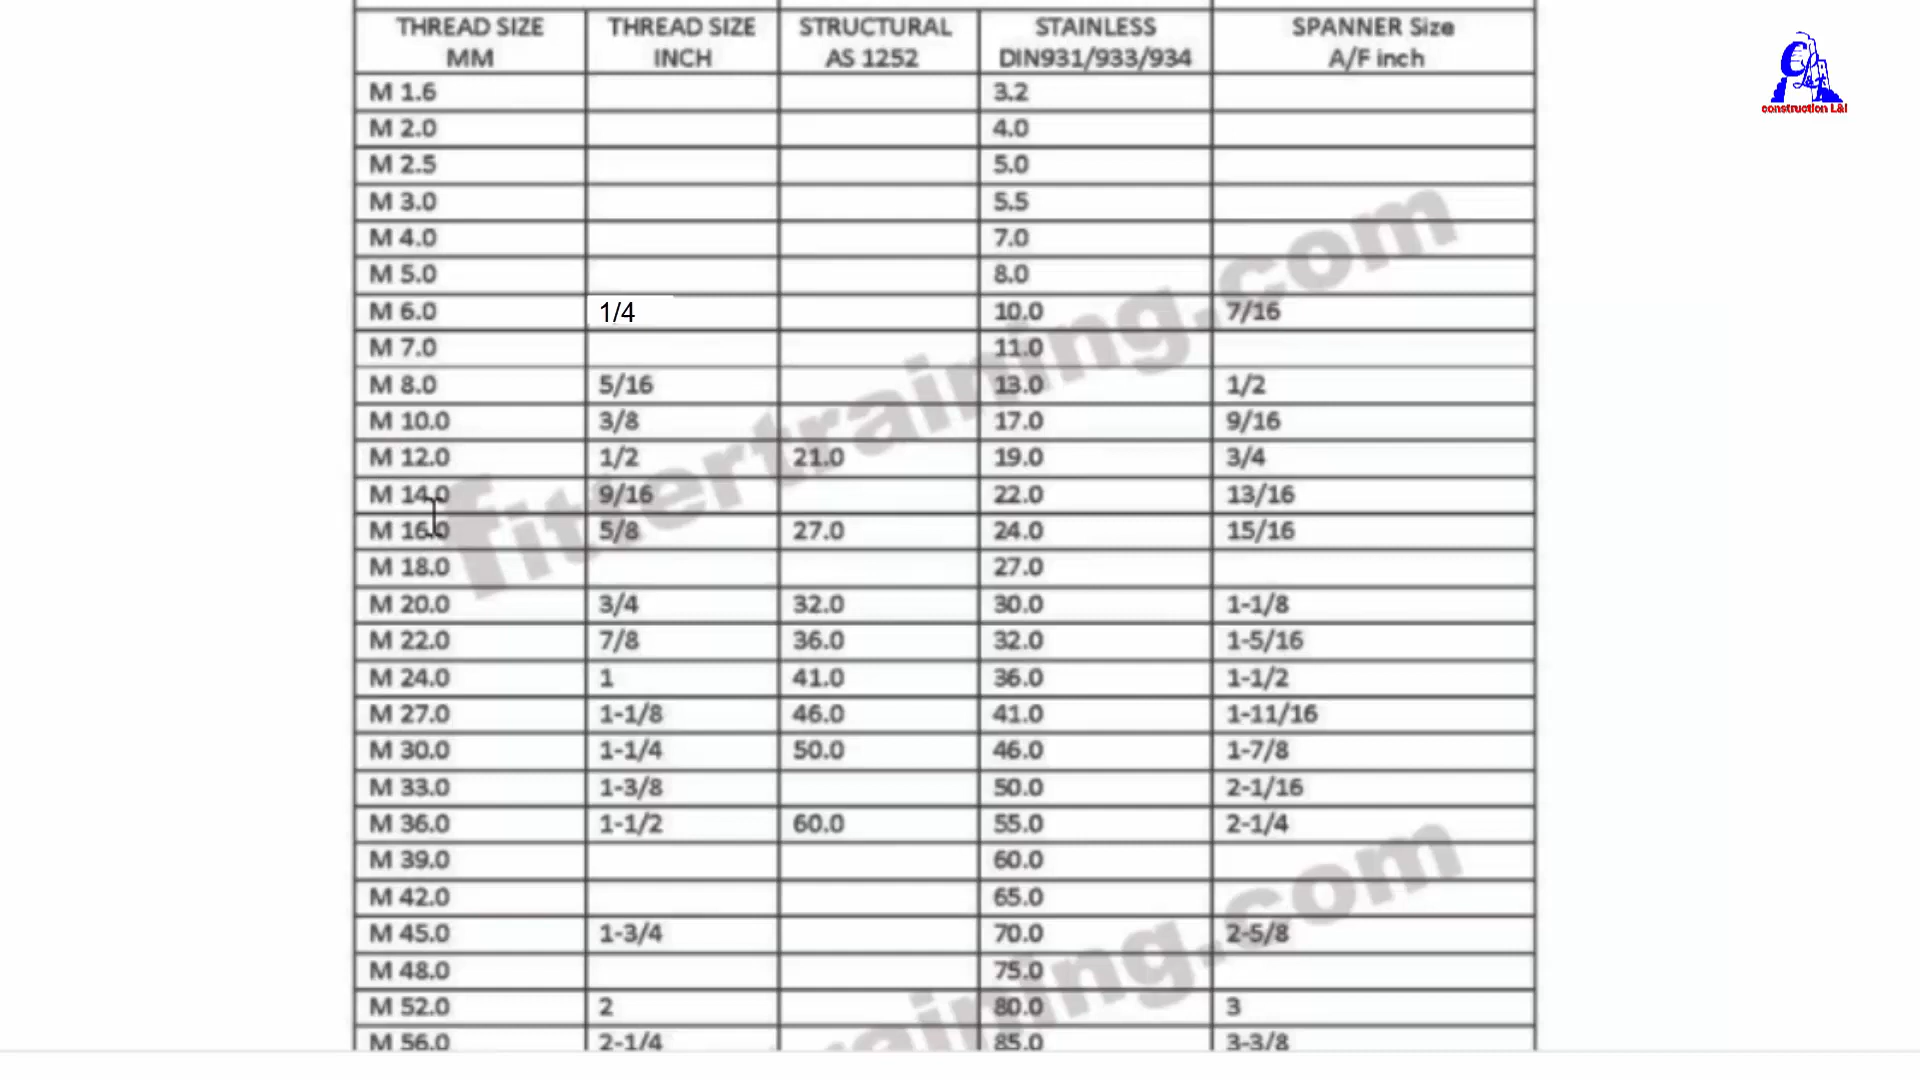 THREAD SIZE MM | THREAD SIZE INCH | STRUCTURAL AS 1252 | STAINLESS DIN931/933/934 | SPANNER Size A/F inch
M 1.6 | | | 3.2 |
M 2.0 | | | 4.0 |
M 2.5 | | | 5.0 |
M 3.0 | | | 5.5 |
M 4.0 | | | 7.0 |
M 5.0 | | | 8.0 |
M 6.0 | 1/4 | | 10.0 | 7/16
M 7.0 | | | 11.0 |
M 8.0 | 5/16 | | 13.0 | 1/2
M 10.0 | 3/8 | | 17.0 | 9/16
M 12.0 | 1/2 | 21.0 | 19.0 | 3/4
M 14.0 | 9/16 | | 22.0 | 13/16
M 16.0 | 5/8 | 27.0 | 24.0 | 15/16
M 18.0 | | | 27.0 |
M 20.0 | 3/4 | 32.0 | 30.0 | 1-1/8
M 22.0 | 7/8 | 36.0 | 32.0 | 1-5/16
M 24.0 | 1 | 41.0 | 36.0 | 1-1/2
M 27.0 | 1-1/8 | 46.0 | 41.0 | 1-11/16
M 30.0 | 1-1/4 | 50.0 | 46.0 | 1-7/8
M 33.0 | 1-3/8 | | 50.0 | 2-1/16
M 36.0 | 1-1/2 | 60.0 | 55.0 | 2-1/4
M 39.0 | | | 60.0 |
M 42.0 | | | 65.0 |
M 45.0 | 1-3/4 | | 70.0 | 2-5/8
M 48.0 | | | 75.0 |
M 52.0 | 2 | | 80.0 | 3
M 56.0 | 2-1/4 | | 85.0 | 3-3/8
fittertraining.com
raining.com
construction L&I